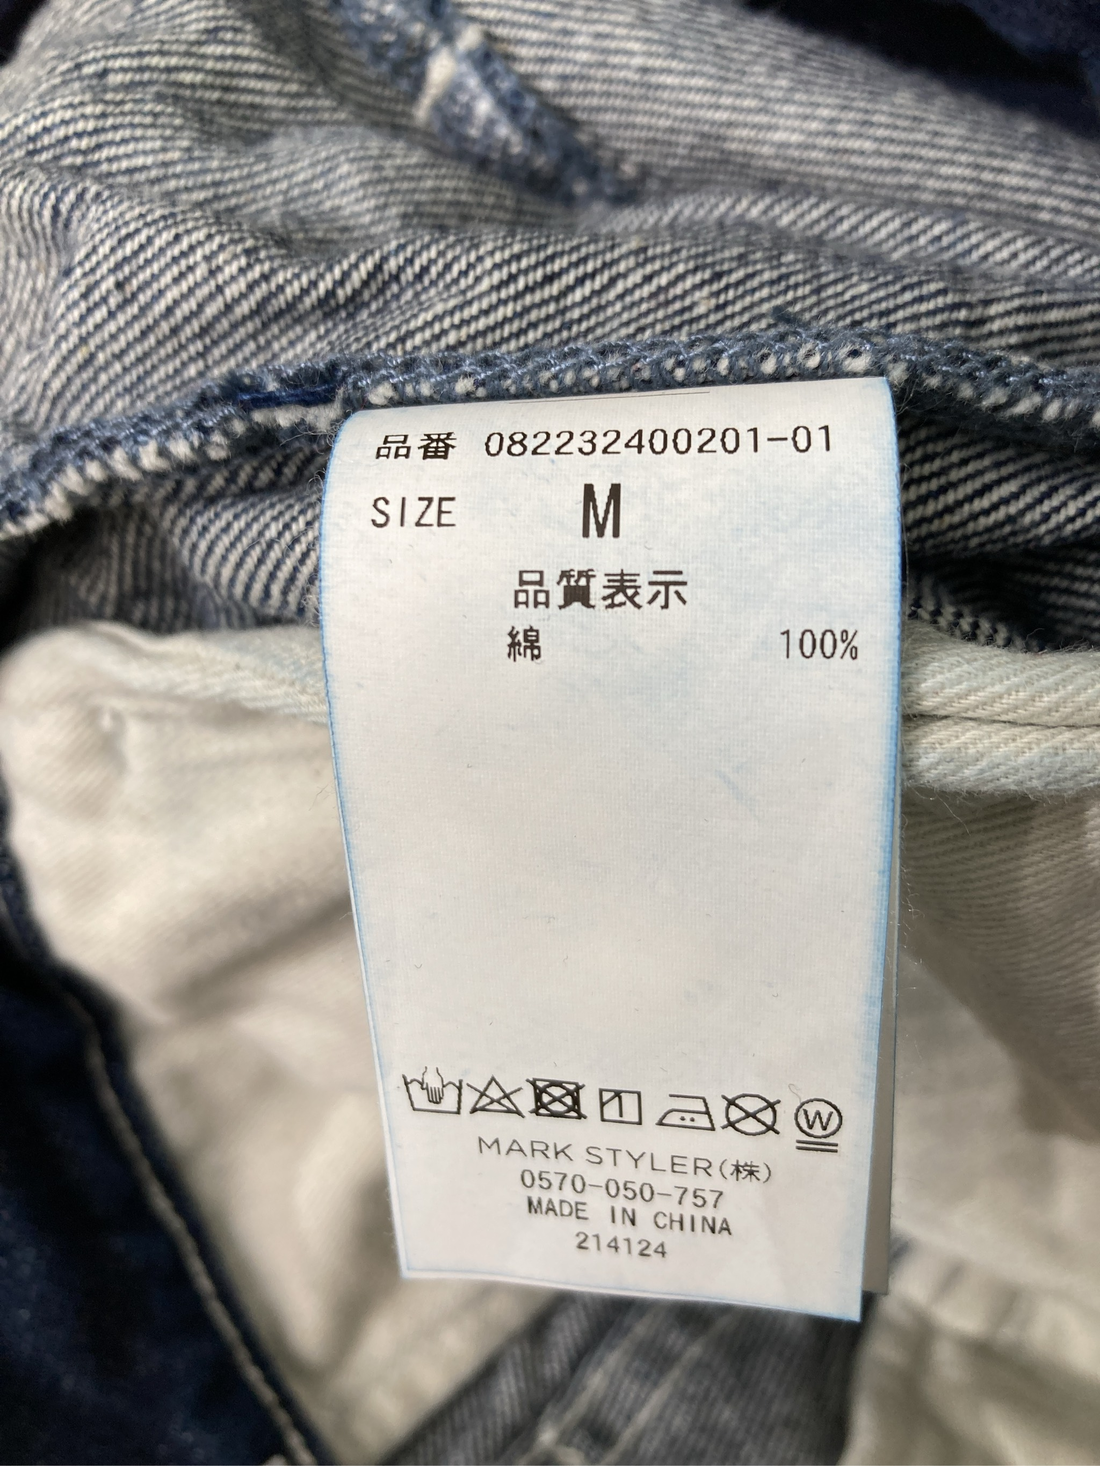 品番 082232400201-01
SIZE M
品質表示
綿 100%
W
MARK STYLER(株)
0570-050-757
MADE IN CHINA
214124